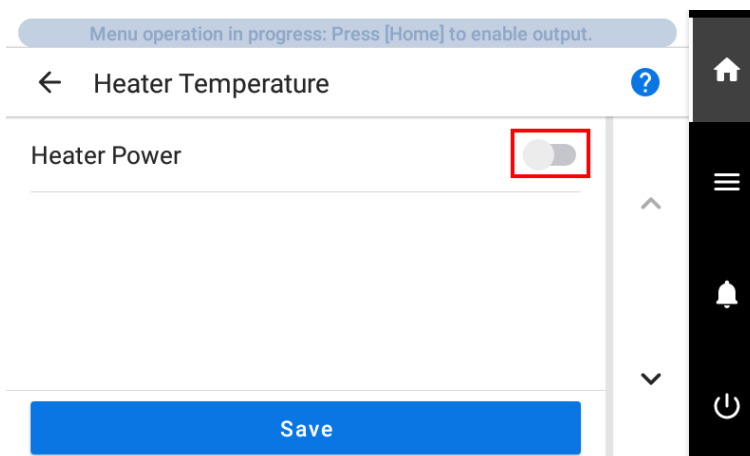 Menu operation in progress: Press [Home] to enable output.
Heater Temperature
?
Heater Power
Save